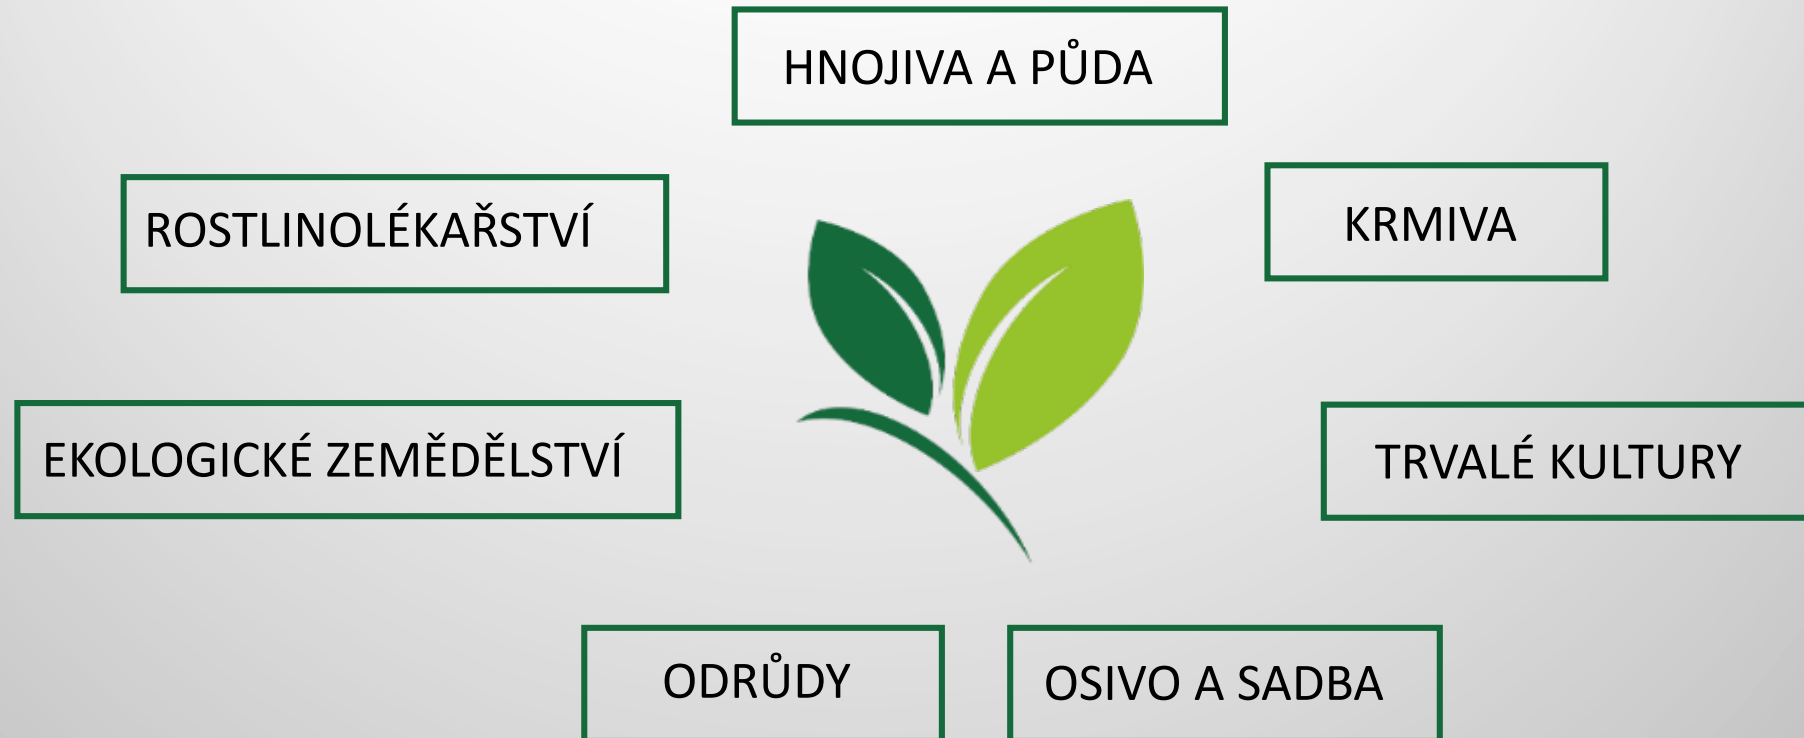 HNOJIVA A PŮDA
ROSTLINOLÉKAŘSTVÍ
KRMIVA
EKOLOGICKÉ ZEMĚDĚLSTVÍ
TRVALÉ KULTURY
ODRŮDY
OSIVO A SADBA